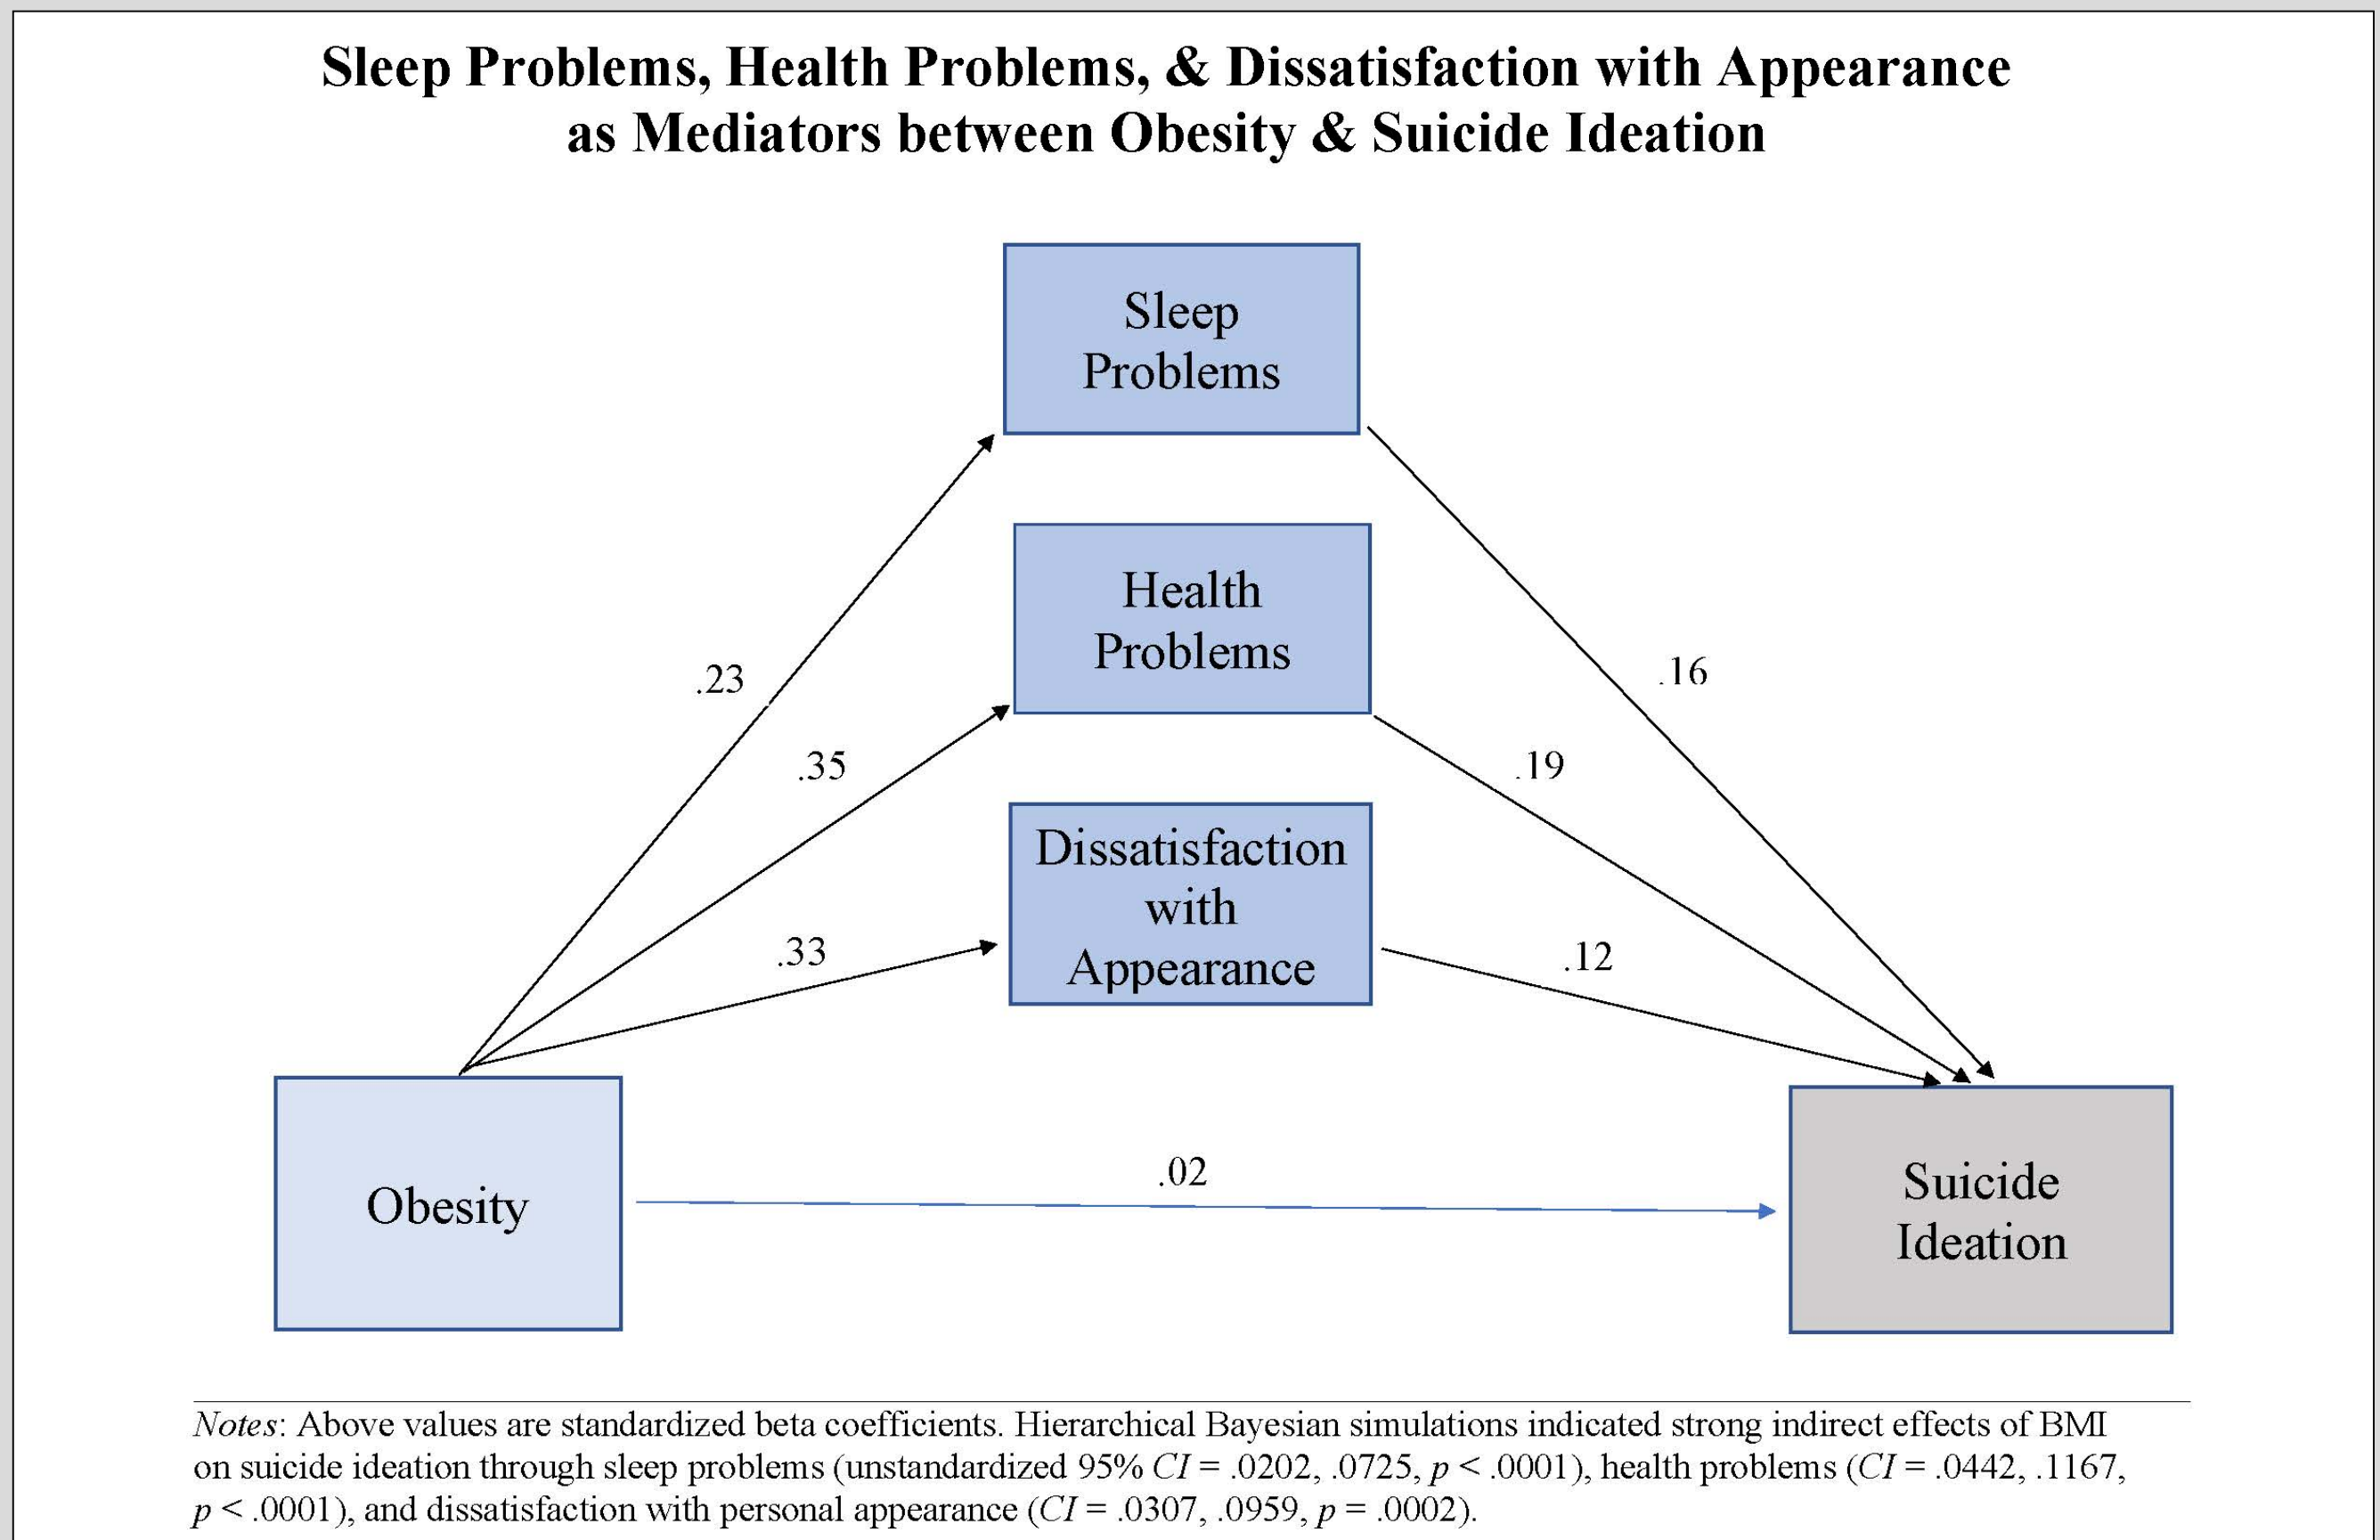 Sleep Problems, Health Problems, & Dissatisfaction with Appearance
as Mediators between Obesity & Suicide Ideation
Sleep
Problems
Health
Problems
.23
.16
.35
.19
Dissatisfaction
with
Appearance
.33
.12
Obesity
.02
Suicide
Ideation
Notes: Above values are standardized beta coefficients. Hierarchical Bayesian simulations indicated strong indirect effects of BMI
on suicide ideation through sleep problems (unstandardized 95% CI = .0202, .0725, p < .0001), health problems (CI = .0442, .1167,
p < .0001), and dissatisfaction with personal appearance (CI = .0307, .0959, p = .0002).